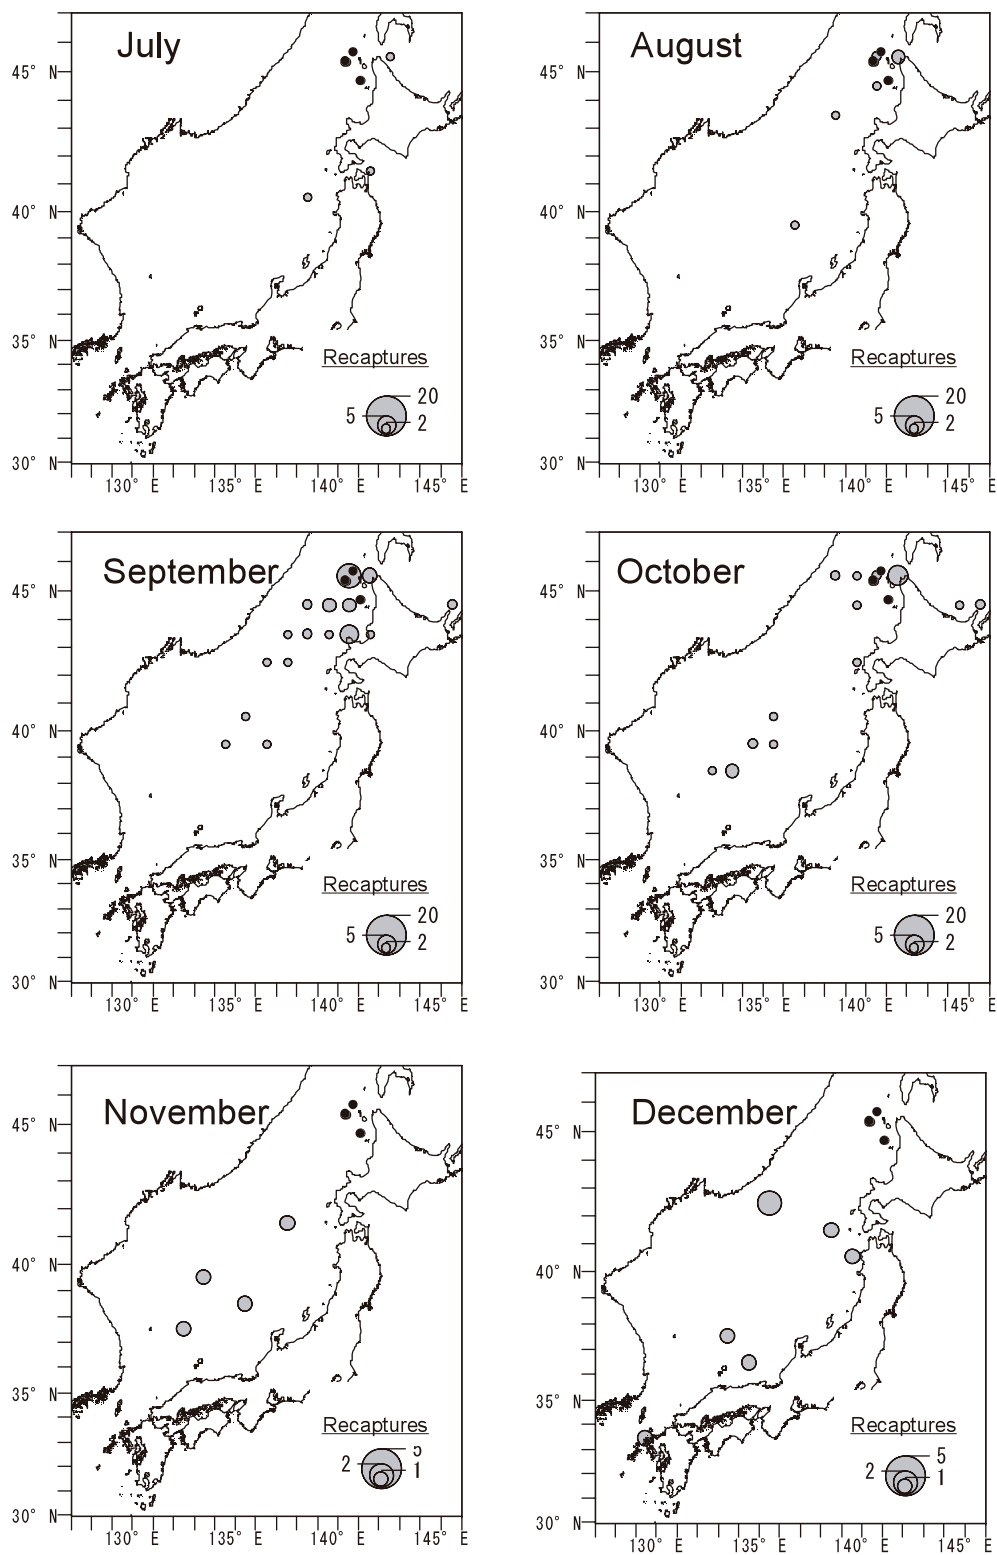 July
45° N
40° N
35° N
30° N
130° E
135° E
140° E
145° E
Recaptures
20
5
2
August
45° N
40° N
35° N
30° N
130° E
135° E
140° E
145° E
Recaptures
20
5
2
September
45° N
40° N
35° N
30° N
130° E
135° E
140° E
145° E
Recaptures
20
5
2
October
45° N
40° N
35° N
30° N
130° E
135° E
140° E
145° E
Recaptures
20
5
2
November
45° N
40° N
35° N
30° N
130° E
135° E
140° E
145° E
Recaptures
5
2
1
December
45° N
40° N
35° N
30° N
130° E
135° E
140° E
145° E
Recaptures
5
2
1